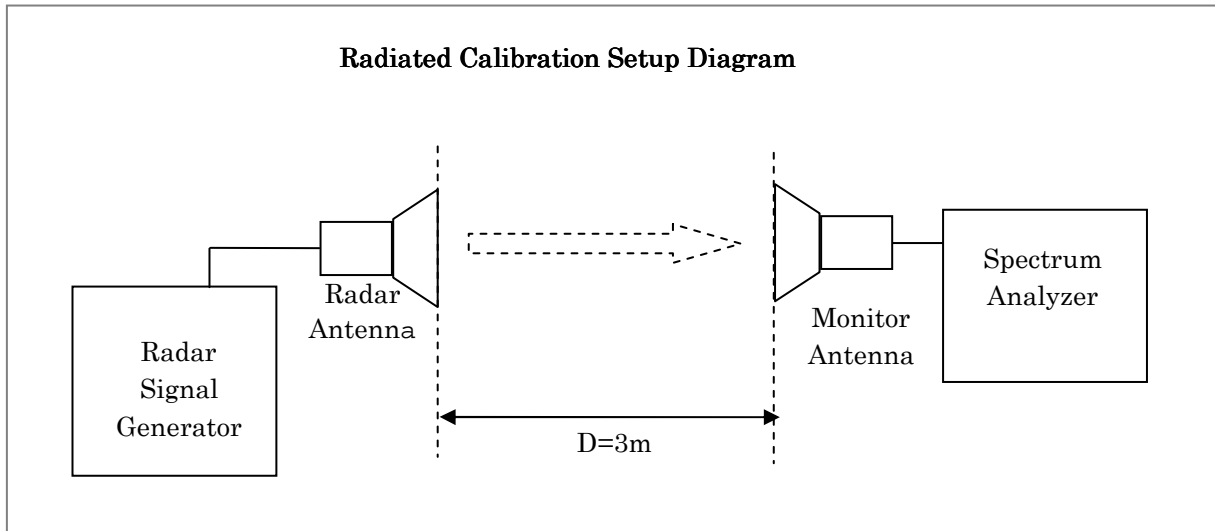 Radiated Calibration Setup Diagram
Radar
Antenna
Radar
Signal
Generator
D=3m
Monitor
Antenna
Spectrum
Analyzer